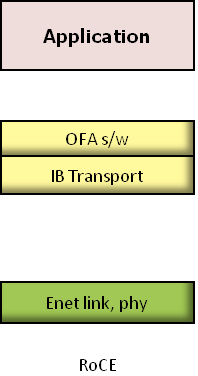 Application
OFA s/w
IB Transport
Enet link, phy
RoCE